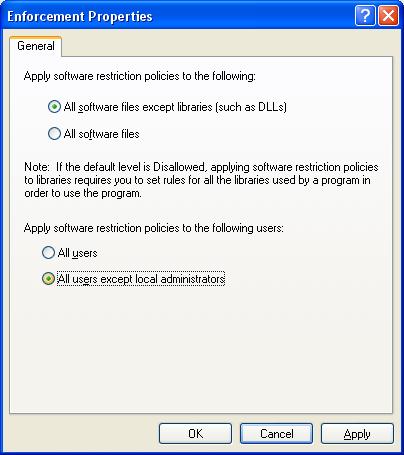 Enforcement Properties
General
Apply software restriction policies to the following:
All software files except libraries (such as DLLs)
All software files
Note: If the default level is Disallowed, applying software restriction policies
to libraries requires you to set rules for all the libraries used by a program in
order to use the program.
Apply software restriction policies to the following users:
All users
All users except local administrators
OK Cancel Apply